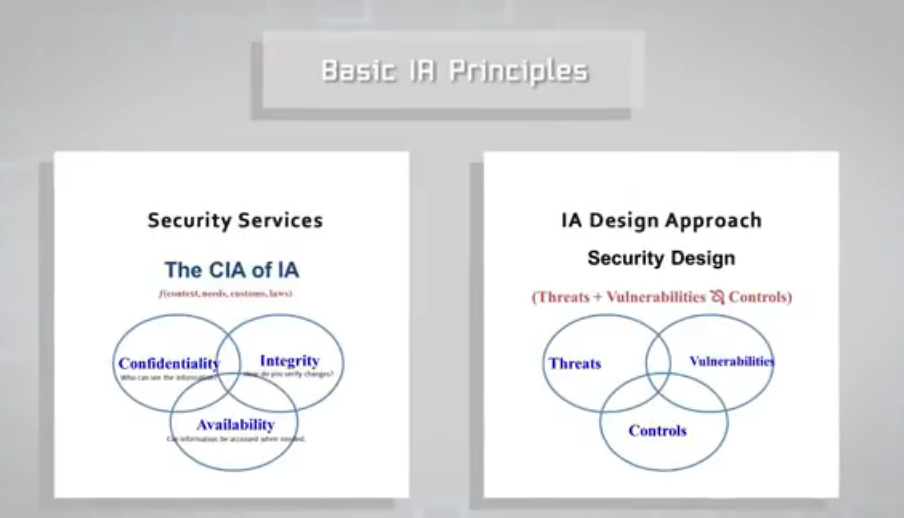 Basic IA Principles
Security Services
The CIA of IA
f(context, needs, customs, laws)
Confidentiality
Who can see the information?
Integrity
How do you verify changes?
Availability
Can information be accessed when needed.
IA Design Approach
Security Design
(Threats + Vulnerabilities Controls)
Threats
Vulnerabilities
Controls